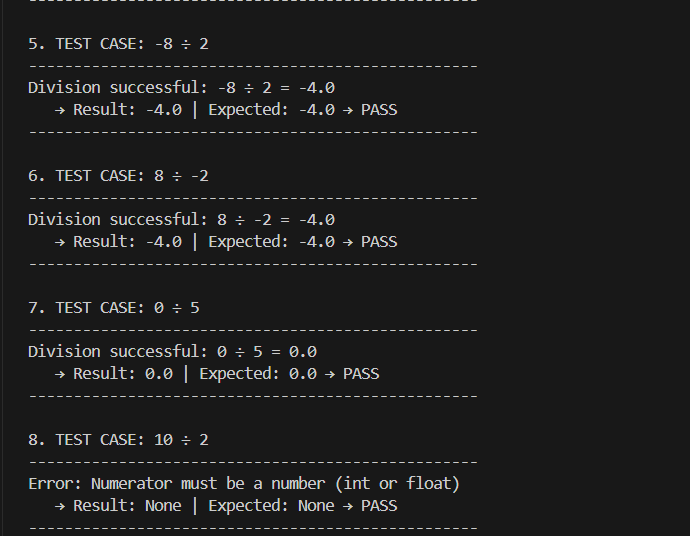 --------------------------------------------------
5. TEST CASE: -8 ÷ 2
--------------------------------------------------
Division successful: -8 ÷ 2 = -4.0
   → Result: -4.0 | Expected: -4.0 → PASS
--------------------------------------------------
6. TEST CASE: 8 ÷ -2
--------------------------------------------------
Division successful: 8 ÷ -2 = -4.0
   → Result: -4.0 | Expected: -4.0 → PASS
--------------------------------------------------
7. TEST CASE: 0 ÷ 5
--------------------------------------------------
Division successful: 0 ÷ 5 = 0.0
   → Result: 0.0 | Expected: 0.0 → PASS
--------------------------------------------------
8. TEST CASE: 10 ÷ 2
--------------------------------------------------
Error: Numerator must be a number (int or float)
   → Result: None | Expected: None → PASS
--------------------------------------------------